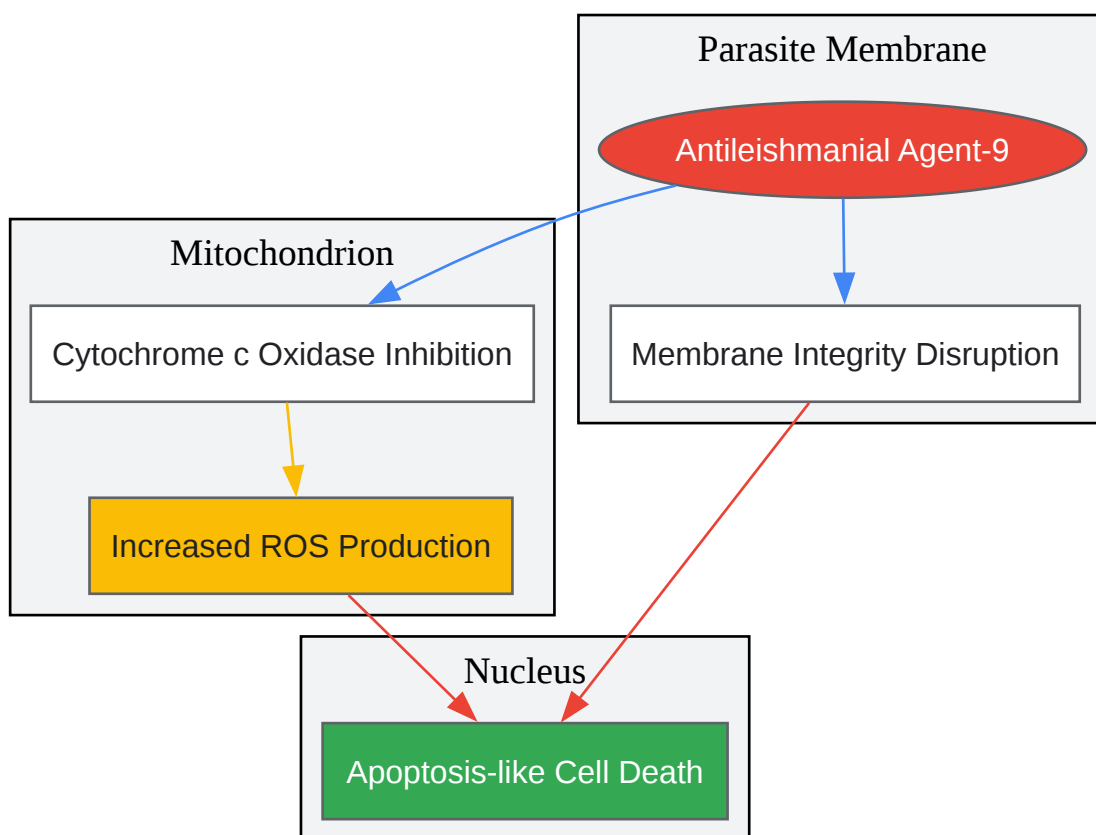 Parasite Membrane
Antileishmanial Agent-9
Mitochondrion
Cytochrome c Oxidase Inhibition
Membrane Integrity Disruption
Increased ROS Production
Nucleus
Apoptosis-like Cell Death